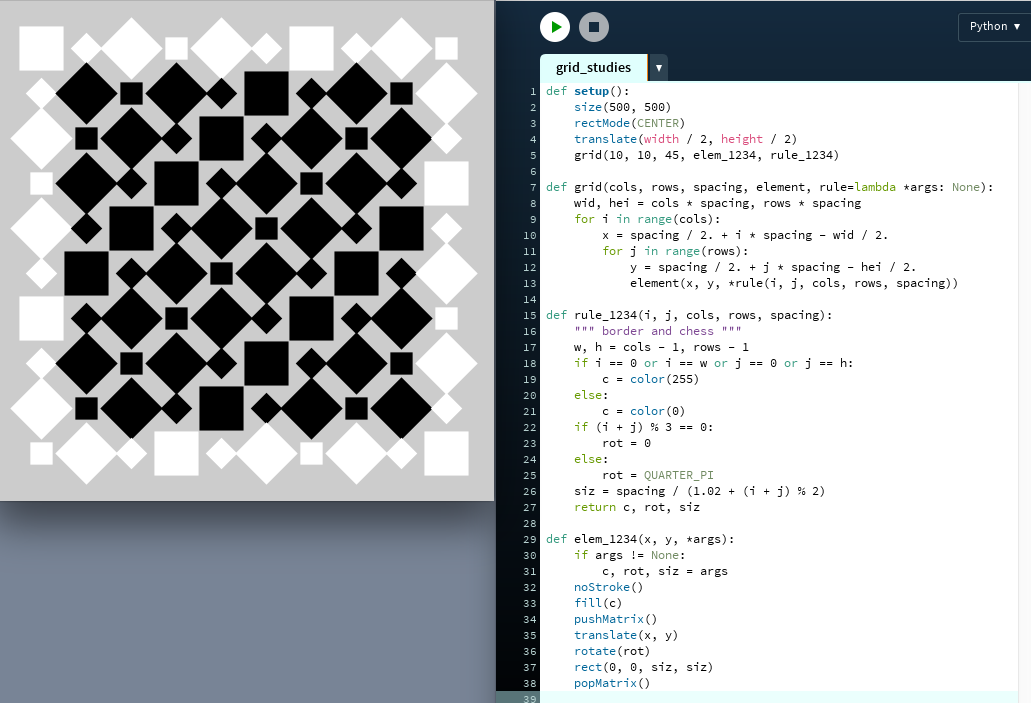 Python ▼
grid_studies ▼
1 def setup():
2     size(500, 500)
3     rectMode(CENTER)
4     translate(width / 2, height / 2)
5     grid(10, 10, 45, elem_1234, rule_1234)
6
7 def grid(cols, rows, spacing, element, rule=lambda *args: None):
8     wid, hei = cols * spacing, rows * spacing
9     for i in range(cols):
10         x = spacing / 2. + i * spacing - wid / 2.
11         for j in range(rows):
12             y = spacing / 2. + j * spacing - hei / 2.
13             element(x, y, *rule(i, j, cols, rows, spacing))
14
15 def rule_1234(i, j, cols, rows, spacing):
16     """ border and chess """
17     w, h = cols - 1, rows - 1
18     if i == 0 or i == w or j == 0 or j == h:
19         c = color(255)
20     else:
21         c = color(0)
22     if (i + j) % 3 == 0:
23         rot = 0
24     else:
25         rot = QUARTER_PI
26     siz = spacing / (1.02 + (i + j) % 2)
27     return c, rot, siz
28
29 def elem_1234(x, y, *args):
30     if args != None:
31         c, rot, siz = args
32     noStroke()
33     fill(c)
34     pushMatrix()
35     translate(x, y)
36     rotate(rot)
37     rect(0, 0, siz, siz)
38     popMatrix()
39